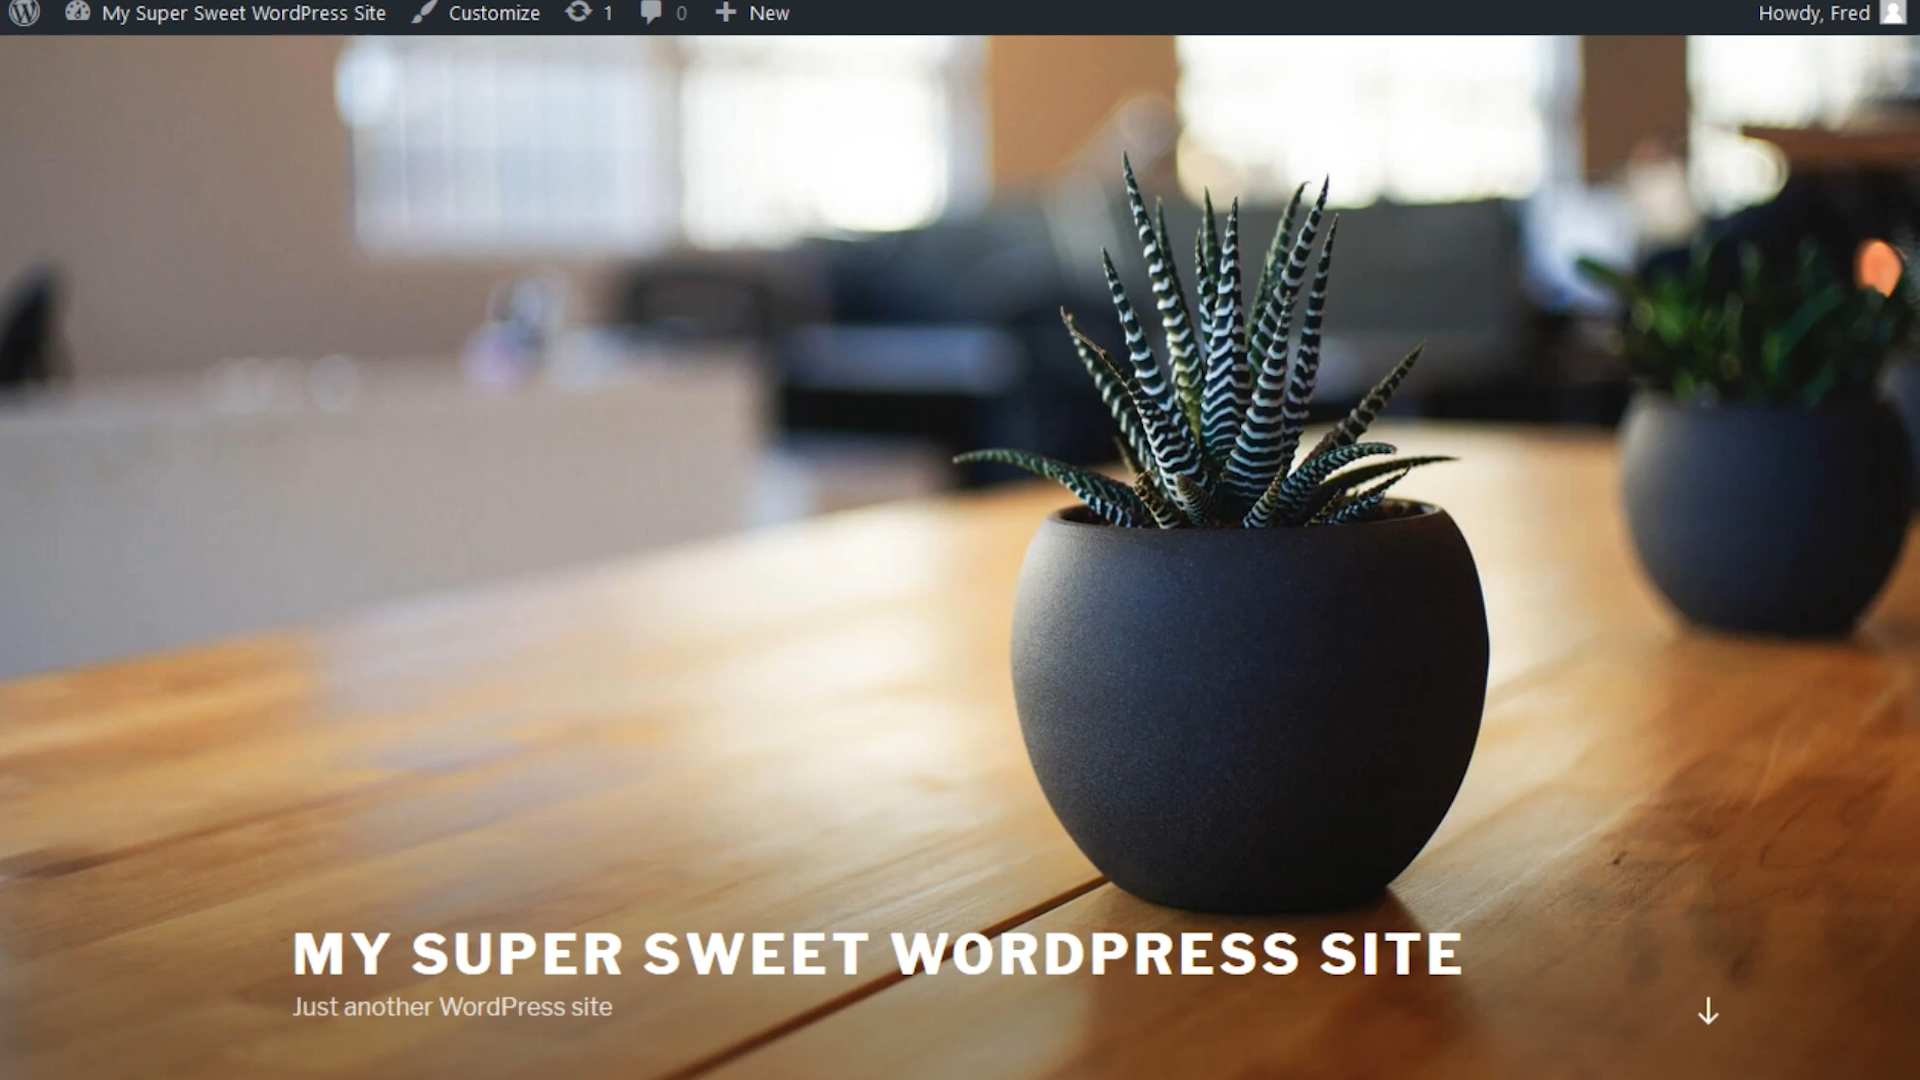 My Super Sweet WordPress Site Customize 1 0 New Howdy, Fred
MY SUPER SWEET WORDPRESS SITE
Just another WordPress site